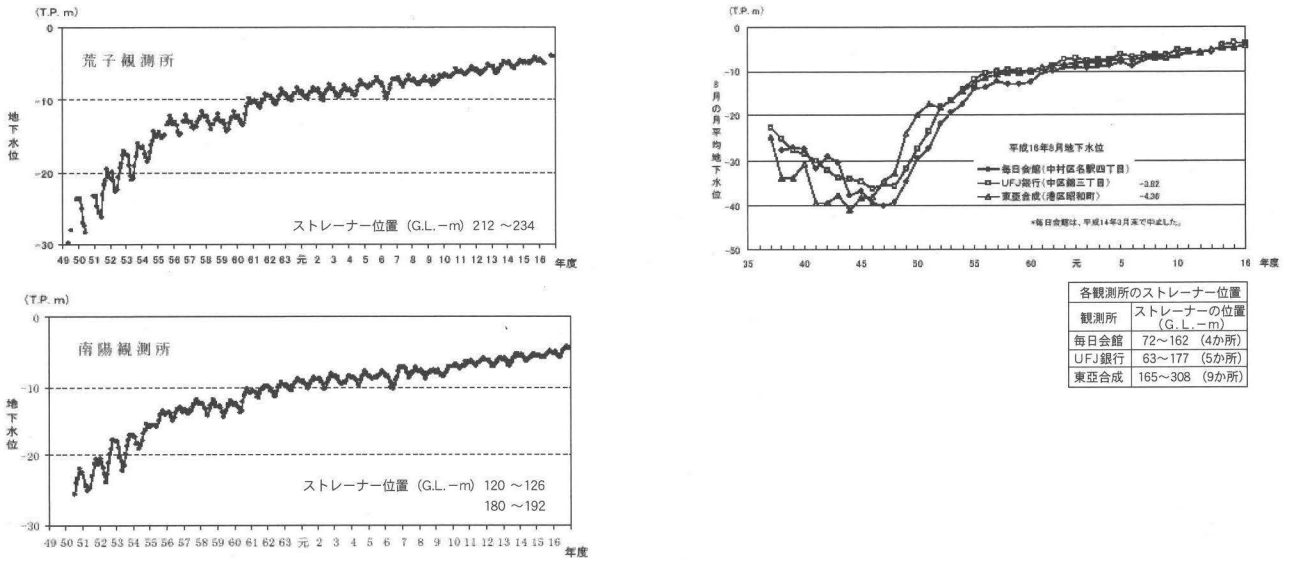 (T.P. m)
荒子観測所
地下水位
0
-10
-20
-30
ストレーナー位置 (G.L.-m) 212 ~234
49 50 51 52 53 54 55 56 57 58 59 60 61 62 63 元 2 3 4 5 6 7 8 9 10 11 12 13 14 15 16 年度
(T.P. m)
南陽観測所
地下水位
0
-10
-20
-30
ストレーナー位置 (G.L.-m) 120 ~126
180 ~192
49 50 51 52 53 54 55 56 57 58 59 60 61 62 63 元 2 3 4 5 6 7 8 9 10 11 12 13 14 15 16 年度
(T.P. m)
8月の月平均地下水位
0
-10
-20
-30
-40
-50
平成16年8月地下水位
毎日会館(中村区名駅四丁目)
UFJ銀行(中区錦三丁目) -3.82
東亞合成(港区昭和町) -4.36
*毎日会館は、平成14年3月末で中止した。
35 40 45 50 55 60 元 5 10 16 年度
各観測所のストレーナー位置
観測所 ストレーナーの位置
(G.L.-m)
毎日会館 72~162 (4か所)
UFJ銀行 63~177 (5か所)
東亞合成 165~308 (9か所)